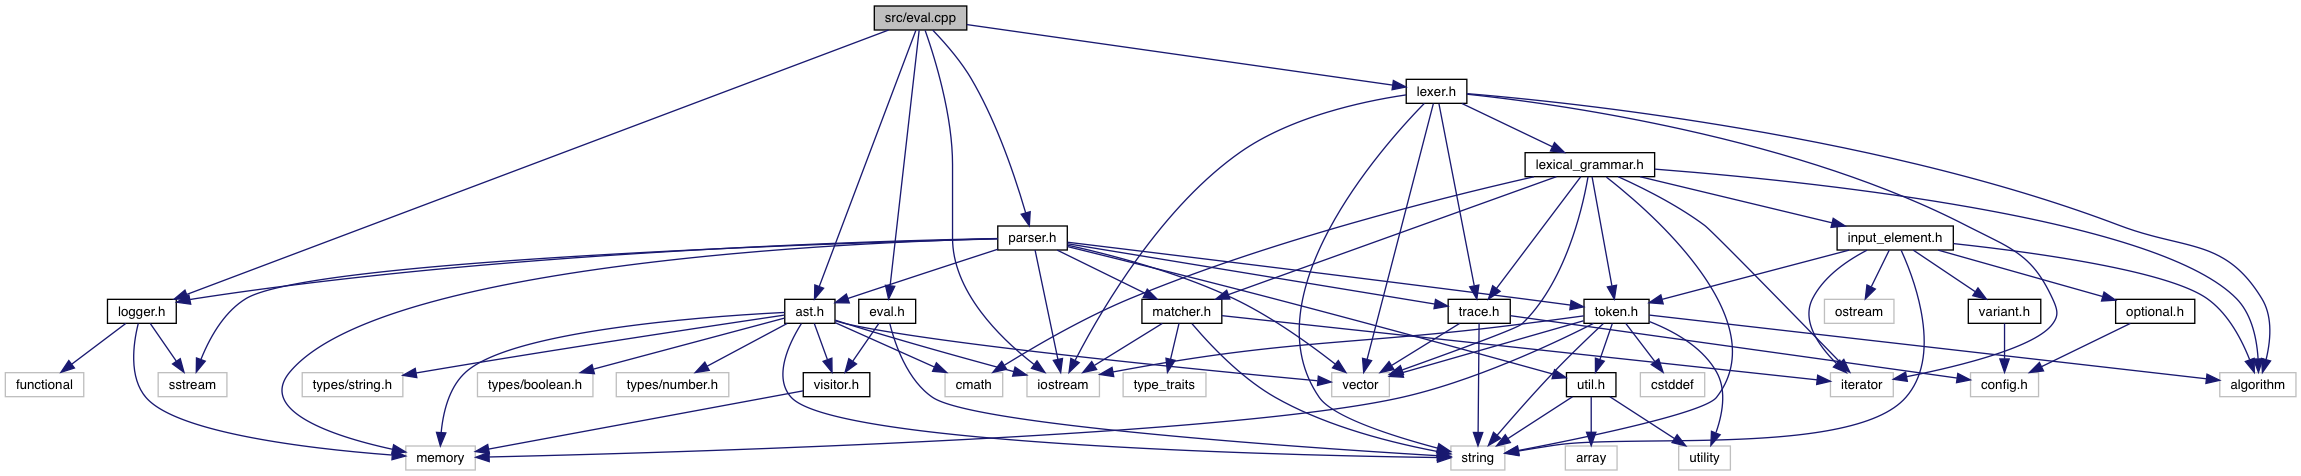 src/eval.cpp
lexer.h
lexical_grammar.h
parser.h
input_element.h
logger.h
ast.h
eval.h
matcher.h
trace.h
token.h
ostream
variant.h
optional.h
functional
sstream
types/string.h
types/boolean.h
types/number.h
visitor.h
cmath
iostream
type_traits
vector
util.h
cstddef
iterator
config.h
algorithm
memory
string
array
utility